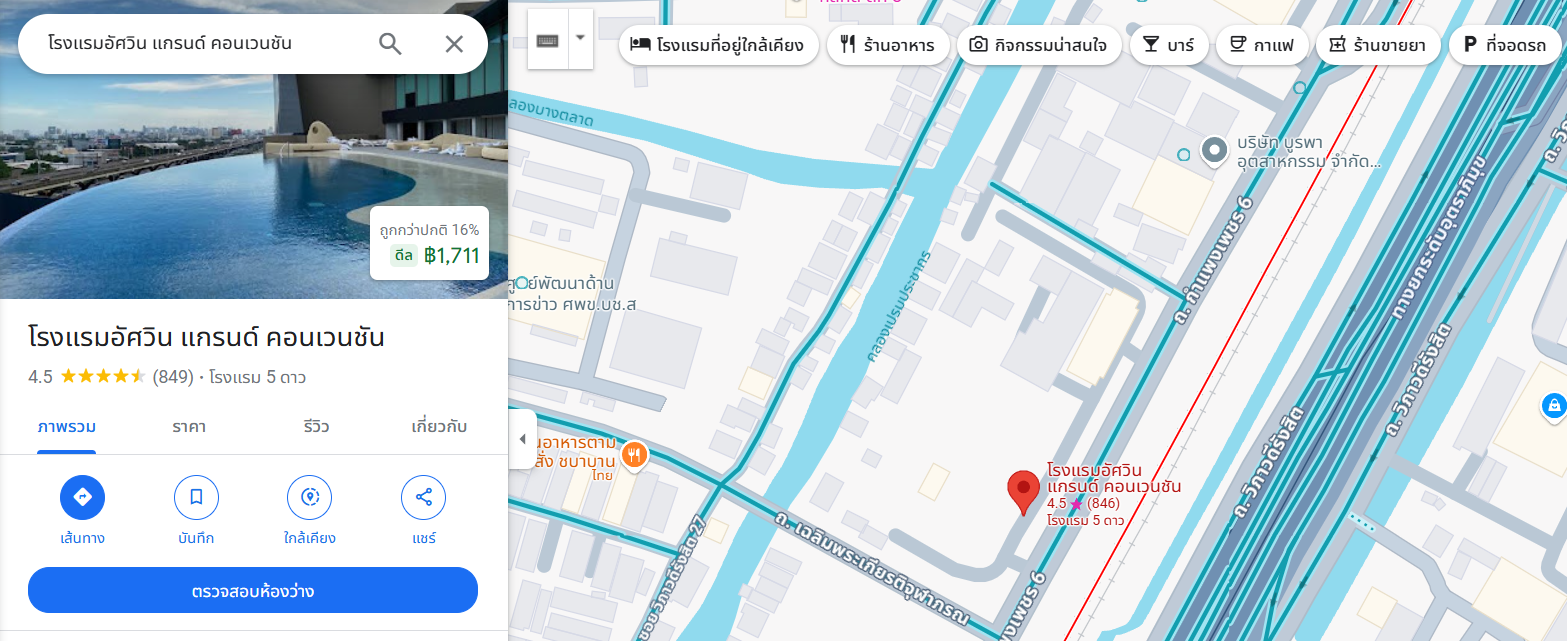 โรงแรมอัศวิน แกรนด์ คอนเวนชัน
ถูกกว่าปกติ 16%
ดีล ฿1,711
โรงแรมอัศวิน แกรนด์ คอนเวนชัน
4.5 (849) · โรงแรม 5 ดาว
ภาพรวม ราคา รีวิว เกี่ยวกับ
เส้นทาง บันทึก ใกล้เคียง แชร์
ตรวจสอบห้องว่าง
โรงแรมที่อยู่ใกล้เคียง ร้านอาหาร กิจกรรมน่าสนใจ บาร์ กาแฟ ร้านขายยา P ที่จอดรถ
ลองบางตลาด
บริษัท บูรพา
อุตสาหกรรม จำกัด...
ถ. กำแพงเพชร 6
ทางยกระดับอุตราภิมุข
คลองเปรมประชากร
ย์พัฒนาด้าน
การข่าว ศพข.บช.ส
ถ. วิภาวดีรังสิต
ถ. วิภาวดีรังสิต
นอาหารตาม
สั่ง ชบาบาน
ไทย
โรงแรมอัศวิน
แกรนด์ คอนเวนชัน
4.5 (846)
โรงแรม 5 ดาว
ถ. เฉลิมพระเกียรติจุฬาภรณ
ซอย วิภาวดีรังสิต 27
งเพชร 6